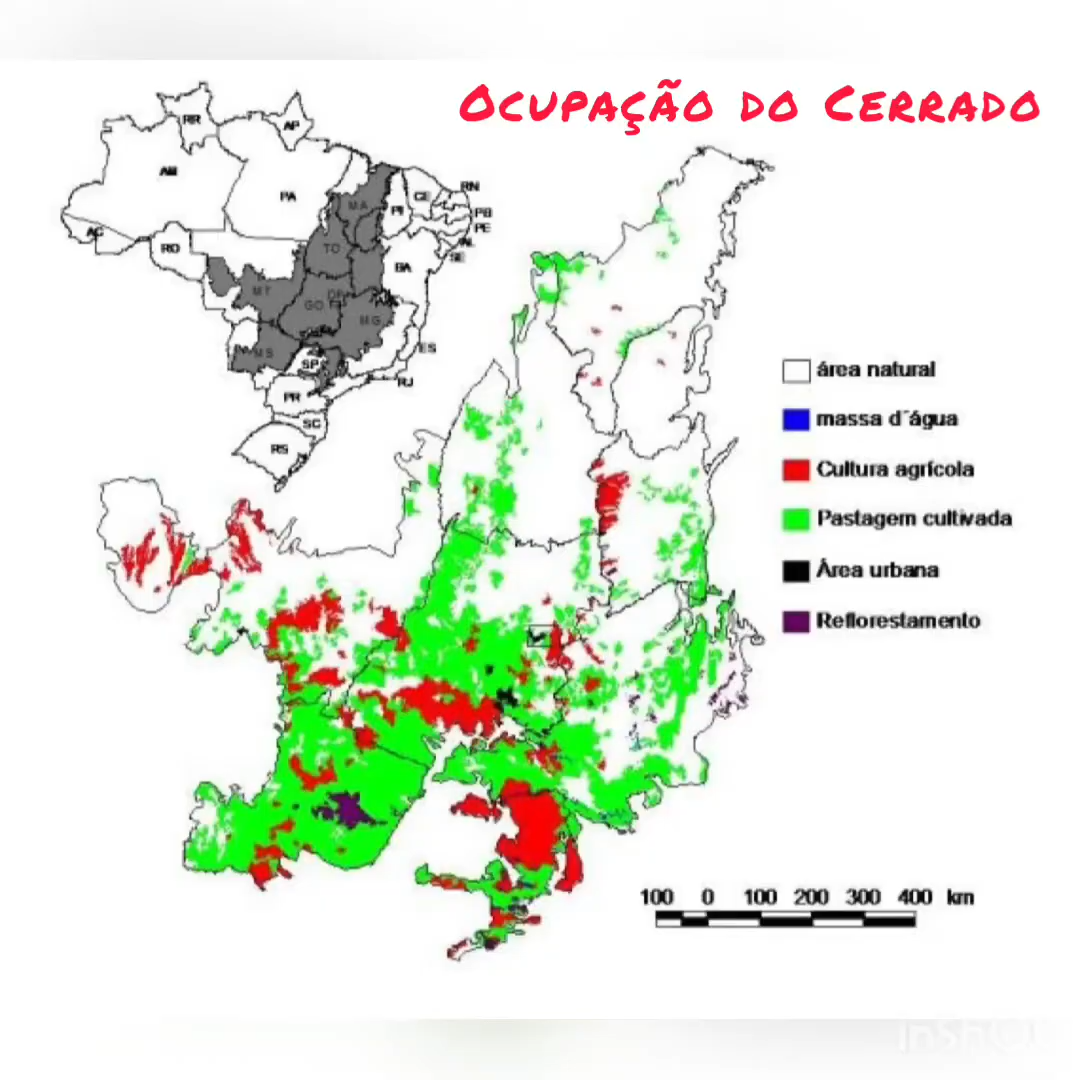 Ocupação do Cerrado
RR
AP
AM
PA
MA
CE
RN
PI
PB
PE
AC
AL
RO
TO
SE
BA
MT
DF
GO
MG
MS
ES
SP
RJ
PR
SC
RS
área natural
massa d´água
Cultura agrícola
Pastagem cultivada
Área urbana
Reflorestamento
100 0 100 200 300 400 km
InShOt